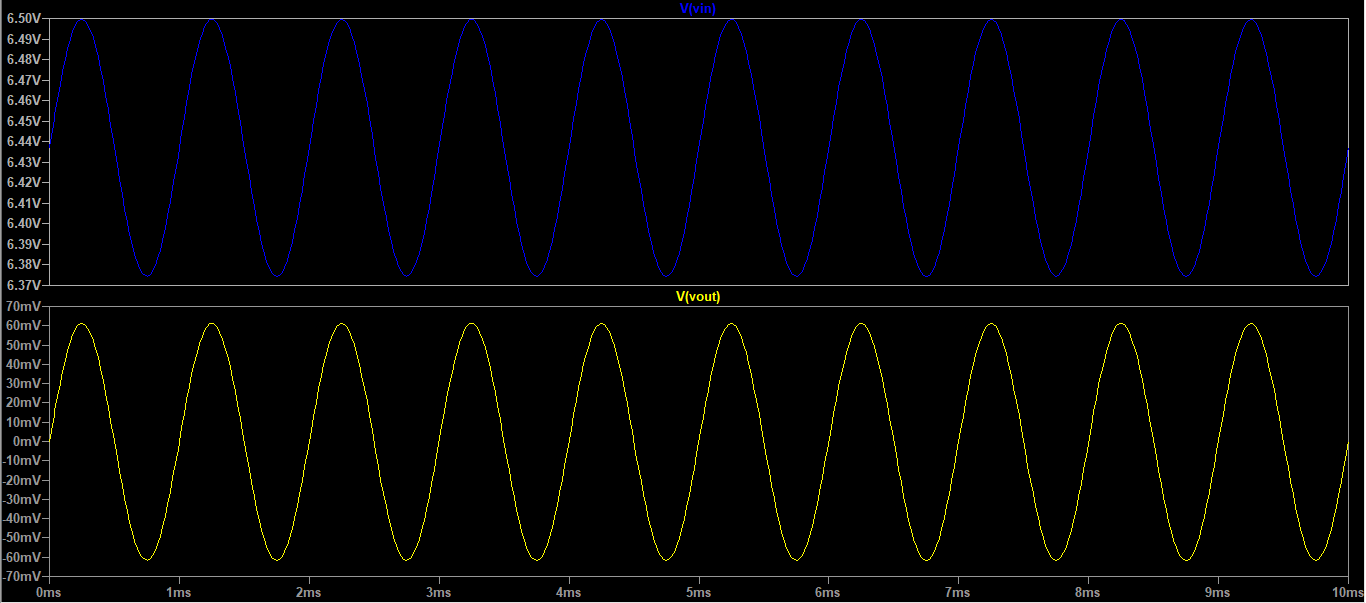 V(vin)
6.50V
6.49V
6.48V
6.47V
6.46V
6.45V
6.44V
6.43V
6.42V
6.41V
6.40V
6.39V
6.38V
6.37V
V(vout)
70mV
60mV
50mV
40mV
30mV
20mV
10mV
0mV
-10mV
-20mV
-30mV
-40mV
-50mV
-60mV
-70mV
0ms 1ms 2ms 3ms 4ms 5ms 6ms 7ms 8ms 9ms 10ms